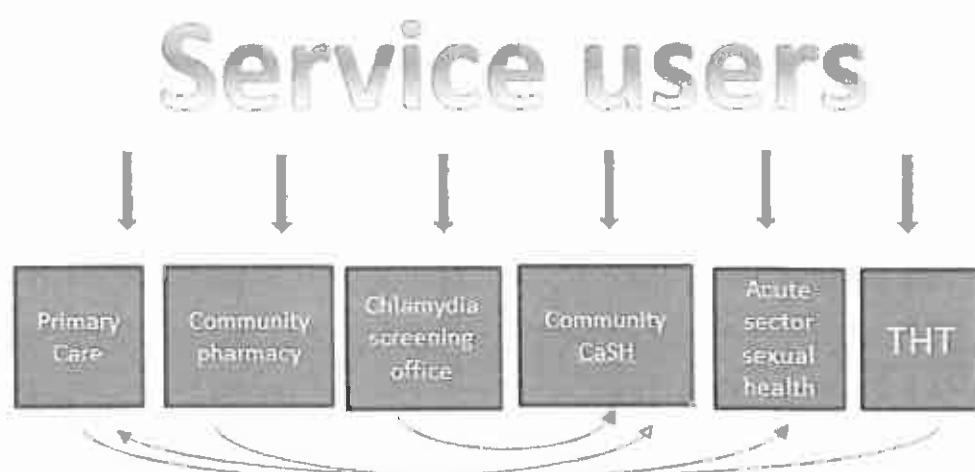 Service users
Primary
Care
Community
pharmacy
Chlamydia
screening
office
Community
CaSH
Acute
sector
sexual
health
THT